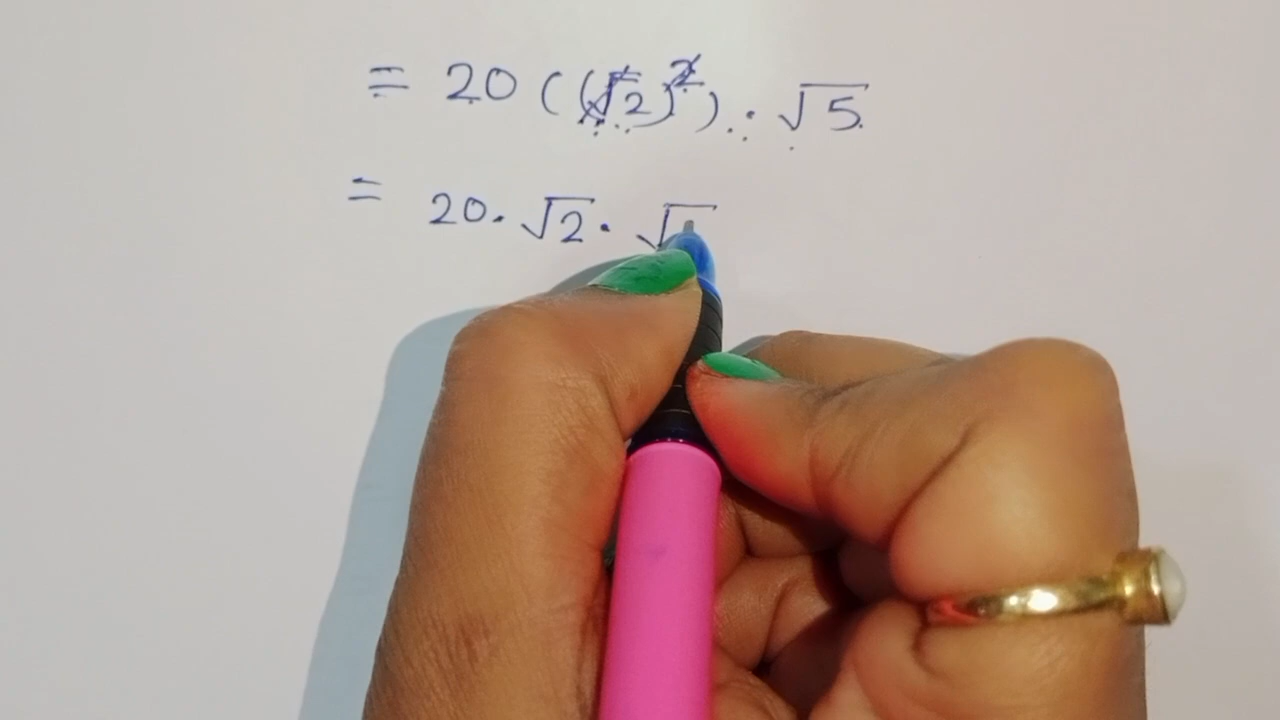 = 20 ((√2)²) . √5
= 20. √2 . √